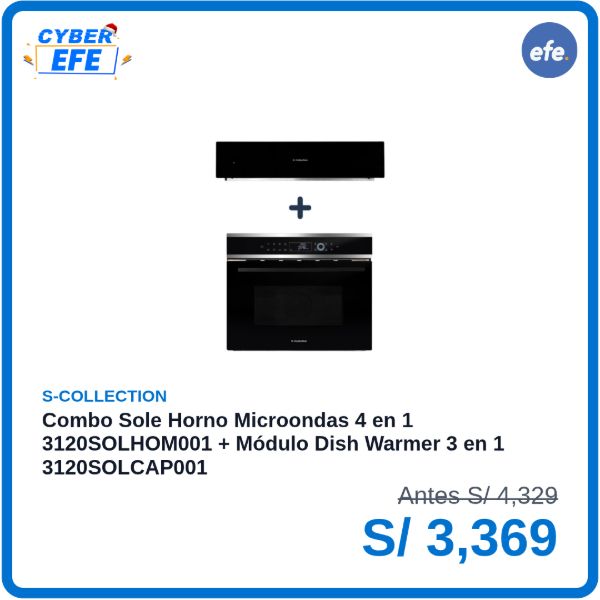 CYBER
EFE
efe.
S-COLLECTION
Combo Sole Horno Microondas 4 en 1
3120SOLHOM001 + Módulo Dish Warmer 3 en 1
3120SOLCAP001
Antes S/ 4,329
S/ 3,369